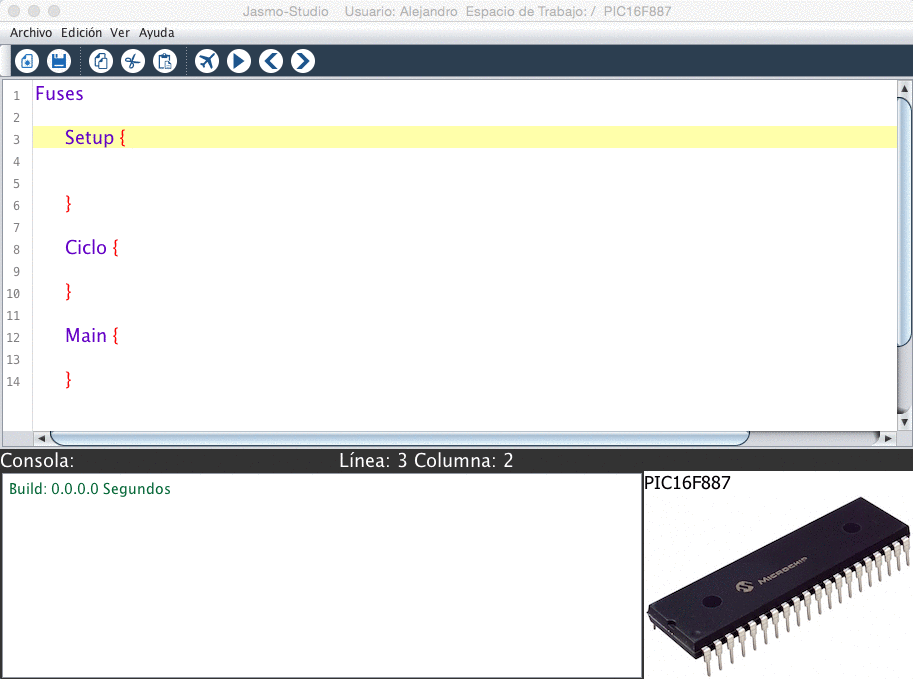 Jasmo-Studio Usuario: Alejandro Espacio de Trabajo: / PIC16F887
Archivo Edición Ver Ayuda
1 Fuses
2
3 Setup {
4
5
6 }
7
8 Ciclo {
9
10 }
11
12 Main {
13
14 }
Consola: Línea: 3 Columna: 2
Build: 0.0.0.0 Segundos
PIC16F887
MICROCHIP